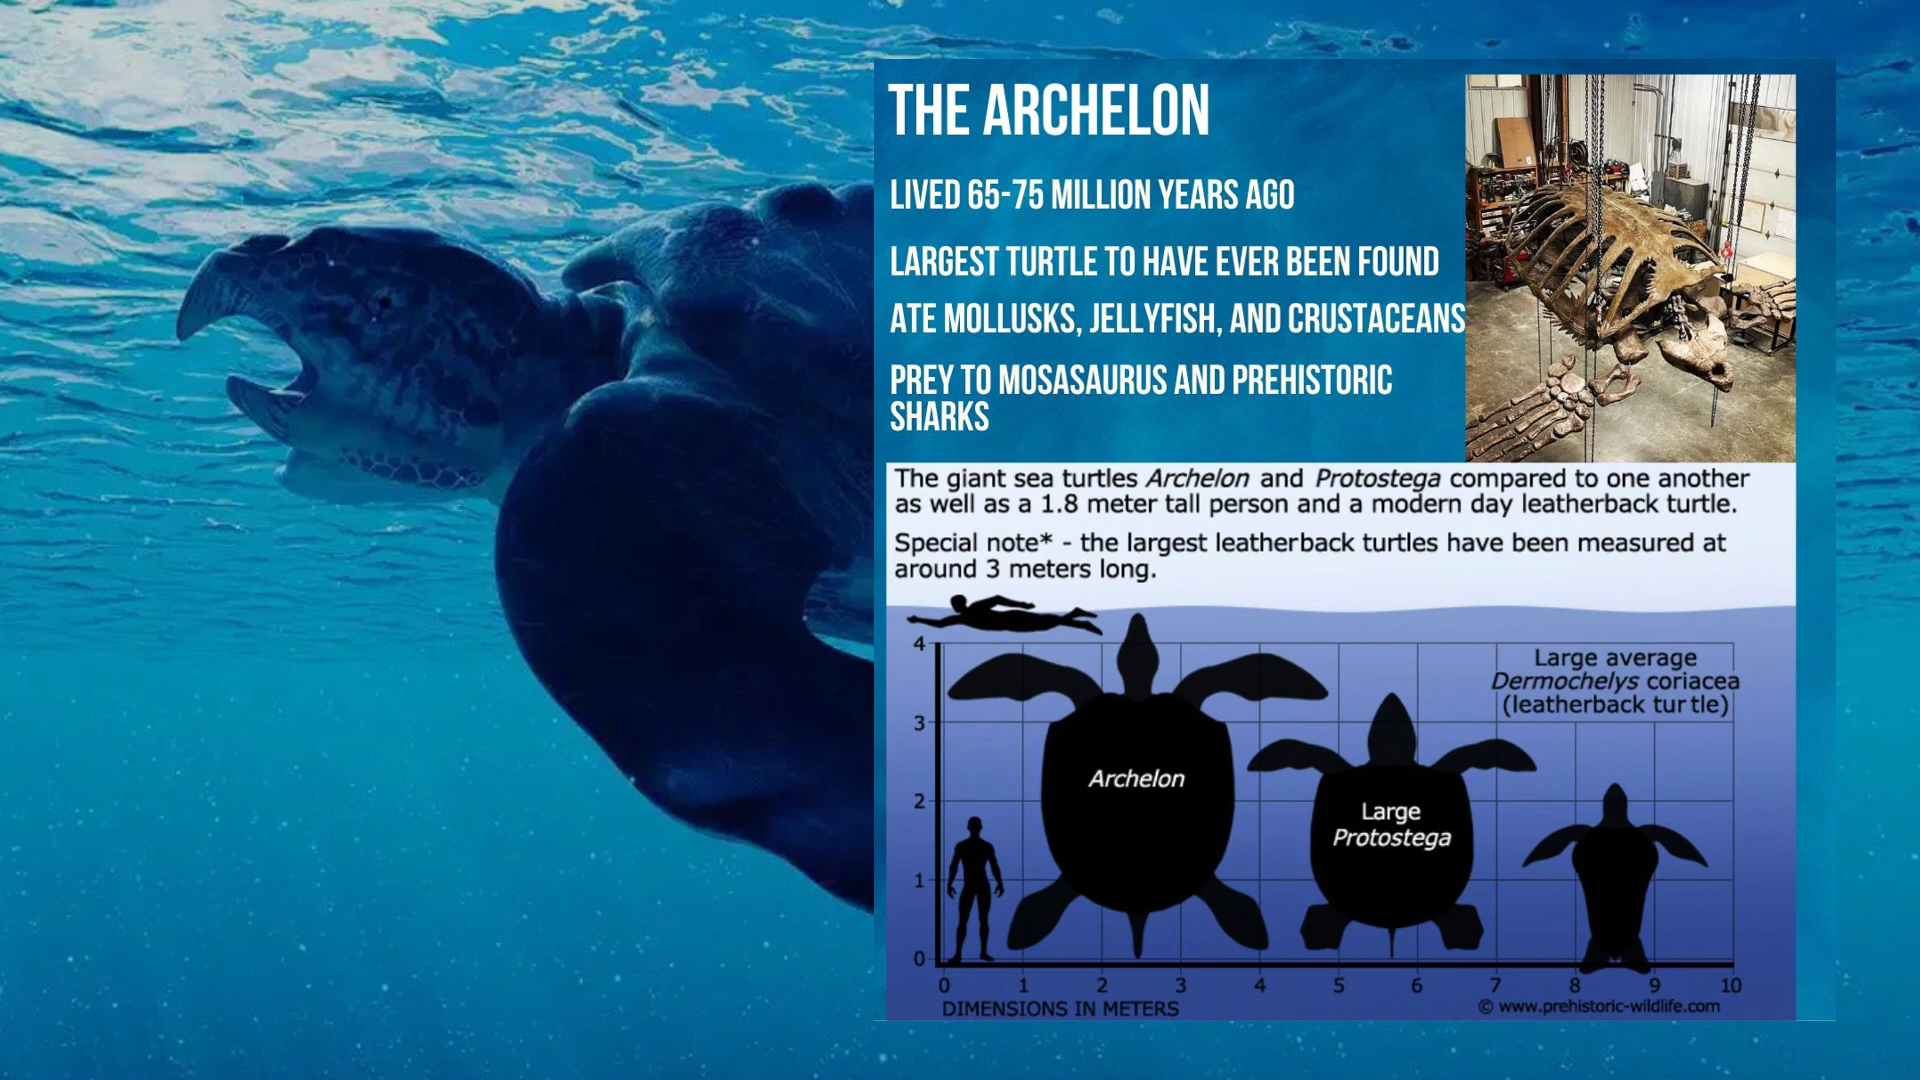 THE ARCHELON
LIVED 65-75 MILLION YEARS AGO
LARGEST TURTLE TO HAVE EVER BEEN FOUND
ATE MOLLUSKS, JELLYFISH, AND CRUSTACEANS
PREY TO MOSASAURUS AND PREHISTORIC
SHARKS
The giant sea turtles Archelon and Protostega compared to one another
as well as a 1.8 meter tall person and a modern day leatherback turtle.
Special note* - the largest leatherback turtles have been measured at
around 3 meters long.
4
3
2
1
0
Large average
Dermochelys coriacea
(leatherback turtle)
Archelon
Large
Protostega
0 1 2 3 4 5 6 7 8 9 10
DIMENSIONS IN METERS
© www.prehistoric-wildlife.com